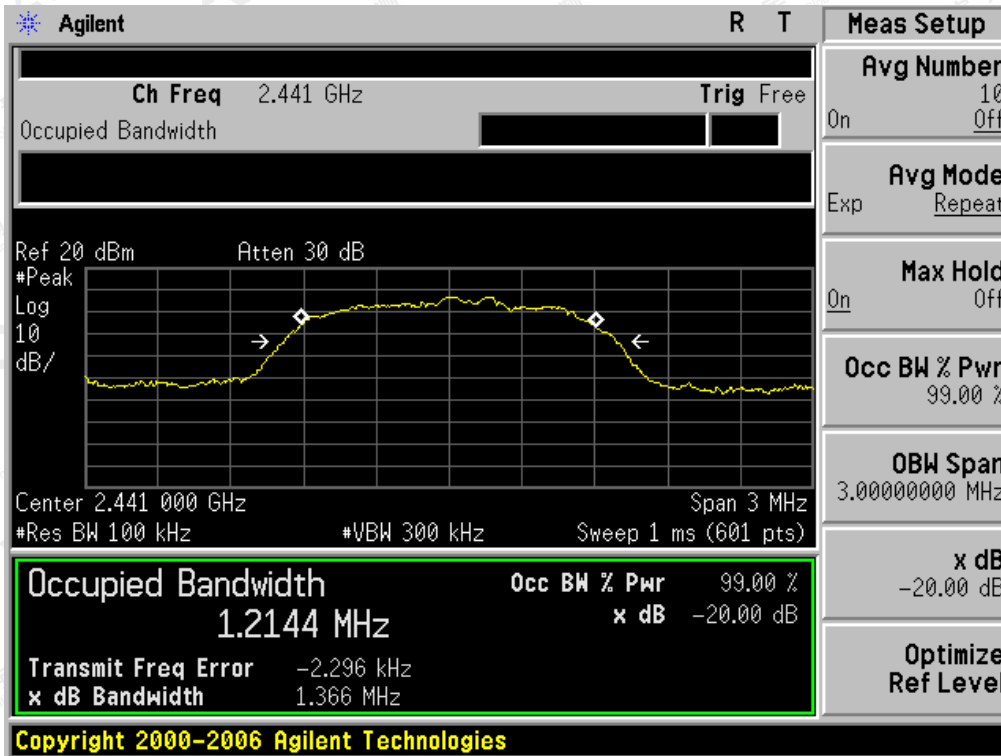 Agilent R T
Ch Freq 2.441 GHz Trig Free
Occupied Bandwidth
Ref 20 dBm Atten 30 dB
#Peak
Log
10
dB/
Center 2.441 000 GHz Span 3 MHz
#Res BW 100 kHz #VBW 300 kHz Sweep 1 ms (601 pts)
Occupied Bandwidth Occ BW % Pwr 99.00 %
1.2144 MHz x dB -20.00 dB
Transmit Freq Error -2.296 kHz
x dB Bandwidth 1.366 MHz
Copyright 2000-2006 Agilent Technologies
Meas Setup
Avg Number
10
On Off
Avg Mode
Exp Repeat
Max Hold
On Off
Occ BW % Pwr
99.00 %
OBW Span
3.00000000 MHz
x dB
-20.00 dB
Optimize
Ref Level